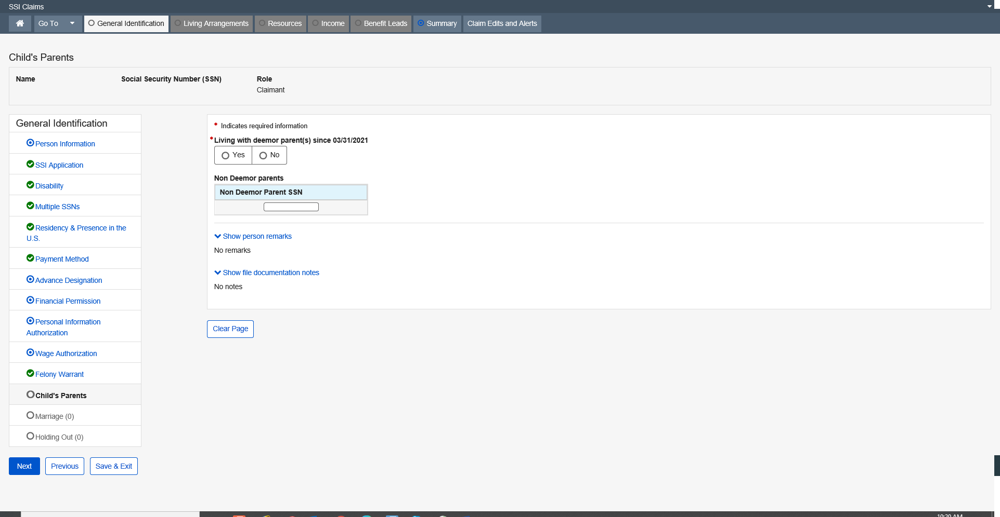 SSI Claims
Go To
General Identification
Living Arrangements
Resources
Income
Benefit Leads
Summary
Claim Edits and Alerts
Child's Parents
Name
Social Security Number (SSN)
Role
Claimant
General Identification
Person Information
SSI Application
Disability
Multiple SSNs
Residency & Presence in the
U.S.
Payment Method
Advance Designation
Financial Permission
Personal Information
Authorization
Wage Authorization
Felony Warrant
Child's Parents
Marriage (0)
Holding Out (0)
* Indicates required information
* Living with deemor parent(s) since 03/31/2021
Yes
No
Non Deemor parents
Non Deemor Parent SSN
Show person remarks
No remarks
Show file documentation notes
No notes
Clear Page
Next
Previous
Save & Exit
10:20 AM